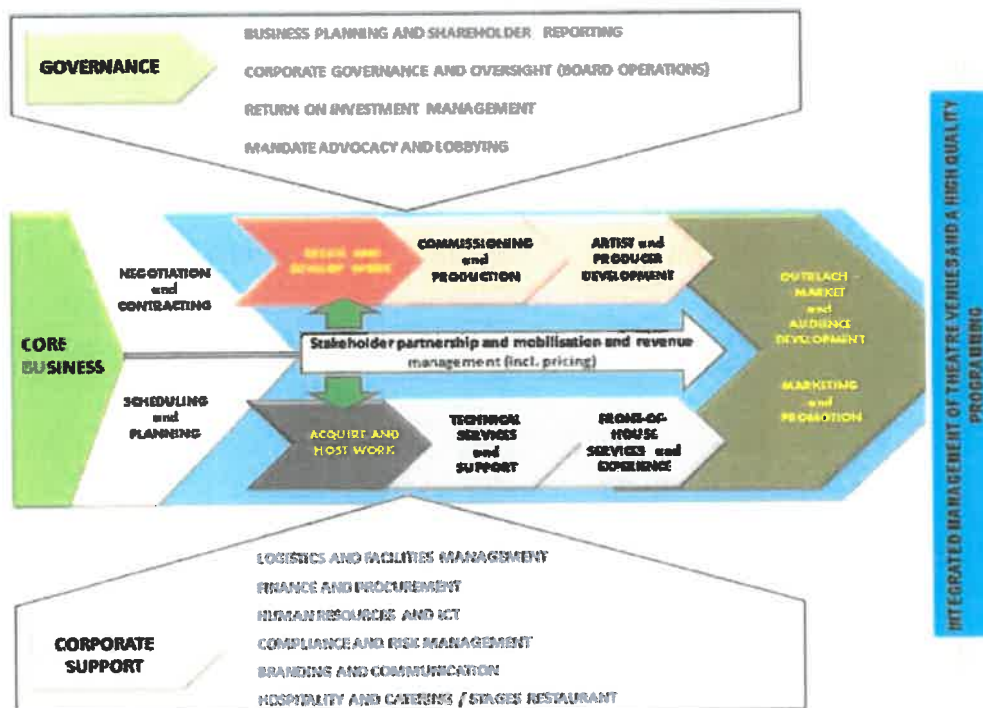 GOVERNANCE
BUSINESS PLANNING AND SHAREHOLDER REPORTING
CORPORATE GOVERNANCE AND OVERSIGHT (BOARD OPERATIONS)
RETURN ON INVESTMENT MANAGEMENT
MANDATE ADVOCACY AND LOBBYING
CORE
BUSINESS
NEGOTIATION
and
CONTRACTING
SCHEDULING
and
PLANNING
AND
DEVELOP WORK
COMMISSIONING
and
PRODUCTION
ARTIST and
PRODUCER
DEVELOPMENT
Stakeholder partnership and mobilisation and revenue
management (incl. pricing)
ACQUIRE AND
HOST WORK
TECHNICAL
SERVICES
and
SUPPORT
FRONT-OF-
HOUSE
SERVICES and
EXPERIENCE
OUTREACH -
MARKET
and
AUDIENCE
DEVELOPMENT
MARKETING
and
PROMOTION
CORPORATE
SUPPORT
LOGISTICS AND FACILITIES MANAGEMENT
FINANCE AND PROCUREMENT
HUMAN RESOURCES AND ICT
COMPLIANCE AND RISK MANAGEMENT
BRANDING AND COMMUNICATION
HOSPITALITY AND CATERING / STAGES RESTAURANT
INTEGRATED MANAGEMENT OF THEATRE VENUES AND A HIGH QUALITY
PROGRAMMING